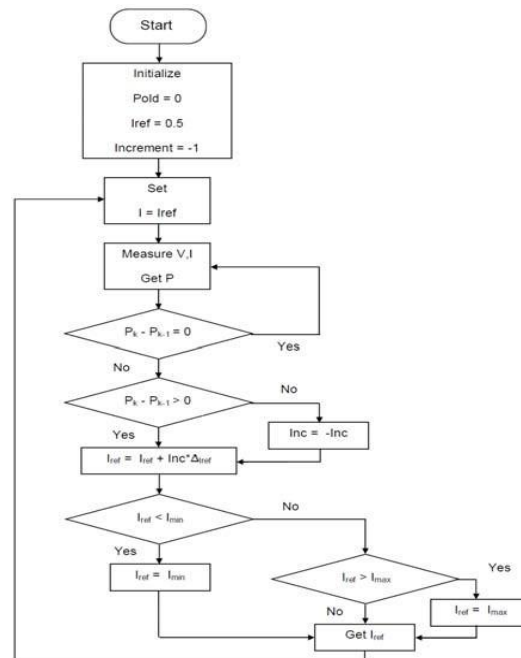 Start
Initialize
Pold = 0
Iref = 0.5
Increment = -1
Set
I = Iref
Measure V,I
Get P
Pₖ - Pₖ₋₁ = 0
Yes
No
Pₖ - Pₖ₋₁ > 0
No
Yes
Inc = -Inc
Iref = Iref + Inc*ΔIref
Iref < Imin
No
Yes
Iref = Imin
Iref > Imax
Yes
No
Iref = Imax
Get Iref